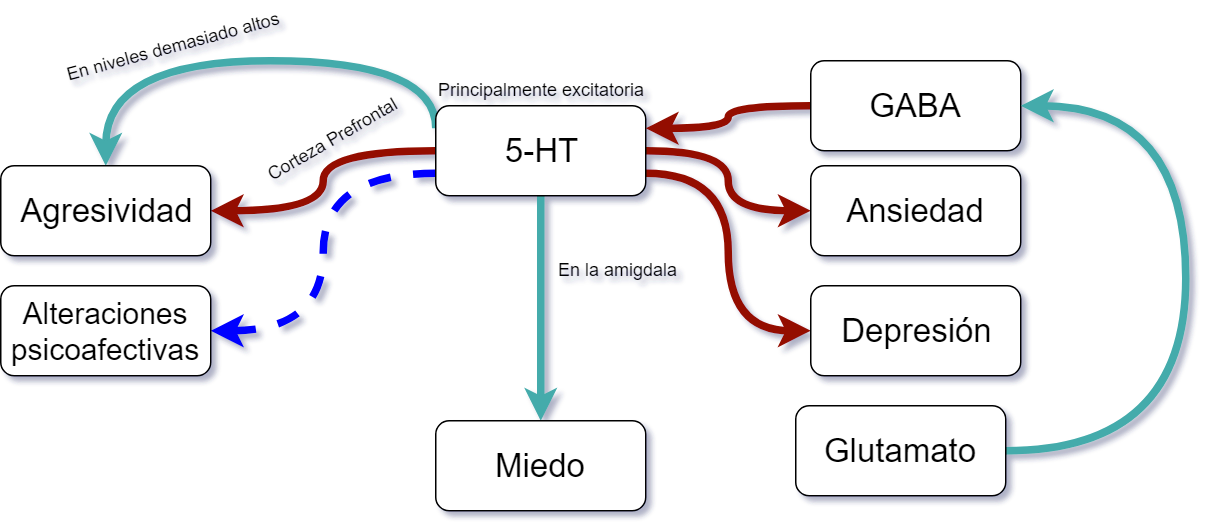 En niveles demasiado altos
Principalmente excitatoria
GABA
Corteza Prefrontal
5-HT
Agresividad
Ansiedad
En la amigdala
Alteraciones
psicoafectivas
Depresión
Miedo
Glutamato